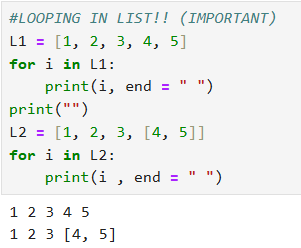 #LOOPING IN LIST!! (IMPORTANT)
L1 = [1, 2, 3, 4, 5]
for i in L1:
    print(i, end = " ")
print("")
L2 = [1, 2, 3, [4, 5]]
for i in L2:
    print(i , end = " ")
1 2 3 4 5
1 2 3 [4, 5]